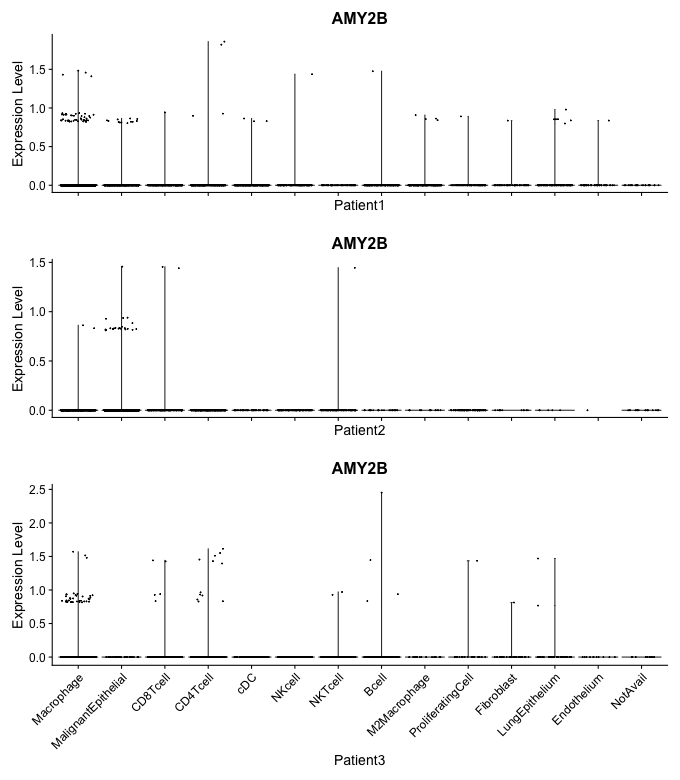 AMY2B
Expression Level
1.5
1.0
0.5
0.0
Patient1
AMY2B
Expression Level
1.5
1.0
0.5
0.0
Patient2
AMY2B
Expression Level
2.5
2.0
1.5
1.0
0.5
0.0
Macrophage
MalignantEpithelial
CD8Tcell
CD4Tcell
cDC
NKcell
NKTcell
Bcell
M2Macrophage
ProliferatingCell
Fibroblast
LungEpithelium
Endothelium
NotAvail
Patient3